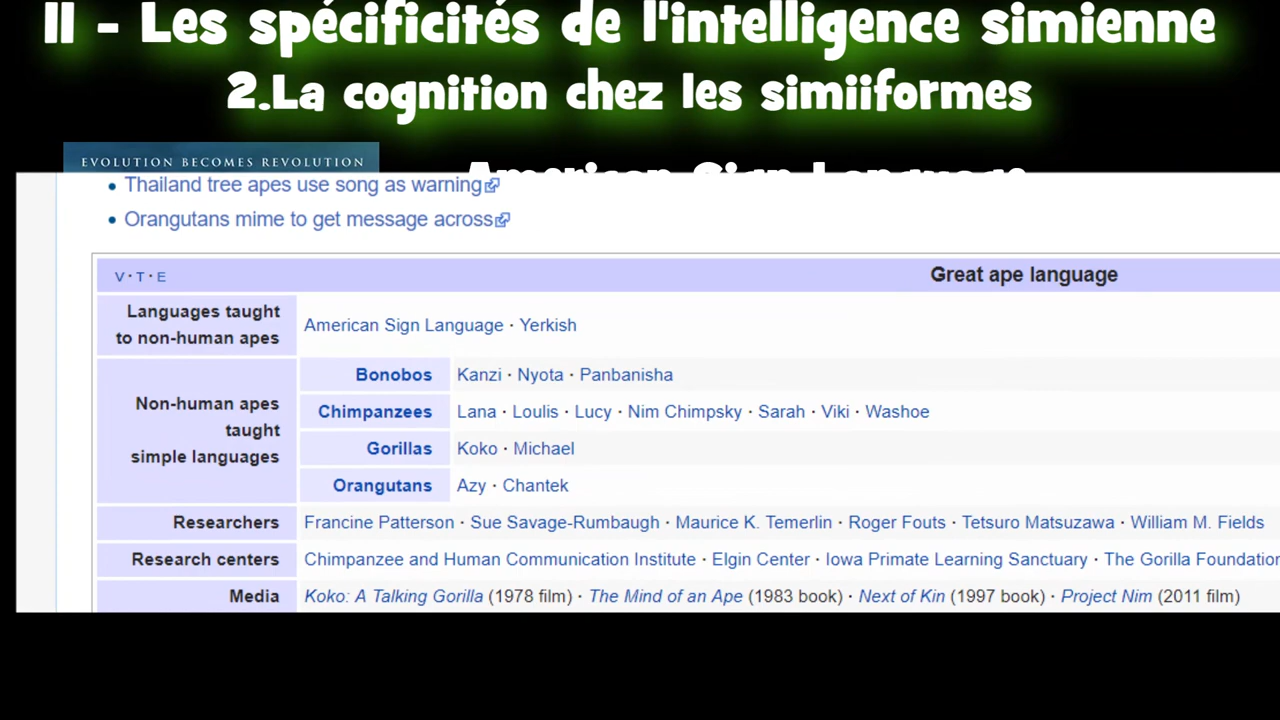 II - Les spécificités de l'intelligence simienne
2.La cognition chez les simiiformes
EVOLUTION BECOMES REVOLUTION
American Sign Language
Thailand tree apes use song as warning
Orangutans mime to get message across
V · T · E
Great ape language
Languages taught
to non-human apes
American Sign Language · Yerkish
Non-human apes
taught
simple languages
Bonobos
Kanzi · Nyota · Panbanisha
Chimpanzees
Lana · Loulis · Lucy · Nim Chimpsky · Sarah · Viki · Washoe
Gorillas
Koko · Michael
Orangutans
Azy · Chantek
Researchers
Francine Patterson · Sue Savage-Rumbaugh · Maurice K. Temerlin · Roger Fouts · Tetsuro Matsuzawa · William M. Fields
Research centers
Chimpanzee and Human Communication Institute · Elgin Center · Iowa Primate Learning Sanctuary · The Gorilla Foundation
Media
Koko: A Talking Gorilla (1978 film) · The Mind of an Ape (1983 book) · Next of Kin (1997 book) · Project Nim (2011 film)